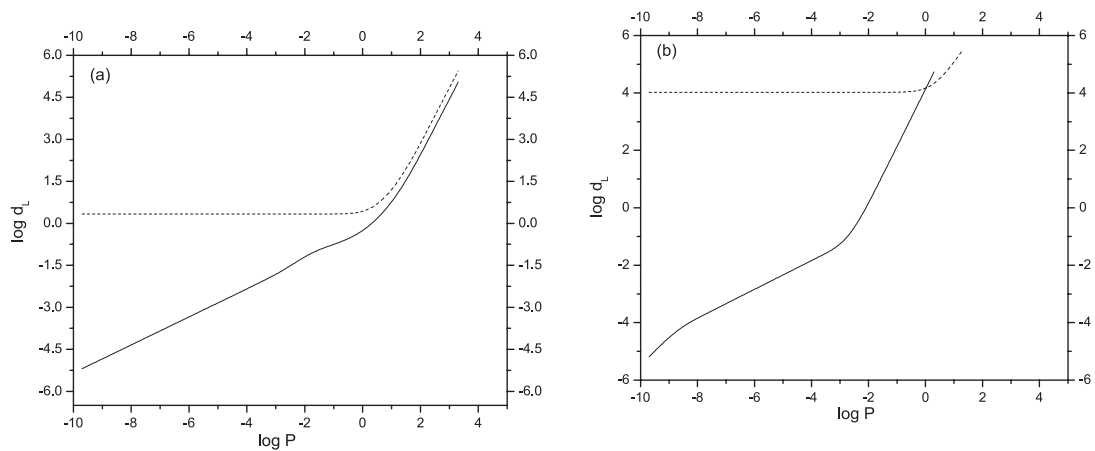 -10 -8 -6 -4 -2 0 2 4
6.0 6.0
(a)
4.5 4.5
3.0 3.0
1.5 1.5
0.0 0.0
-1.5 -1.5
-3.0 -3.0
-4.5 -4.5
-6.0 -6.0
log d_L
-10 -8 -6 -4 -2 0 2 4
log P
-10 -8 -6 -4 -2 0 2 4
6 6
(b)
4 4
2 2
0 0
-2 -2
-4 -4
-6 -6
log d_L
-10 -8 -6 -4 -2 0 2 4
log P